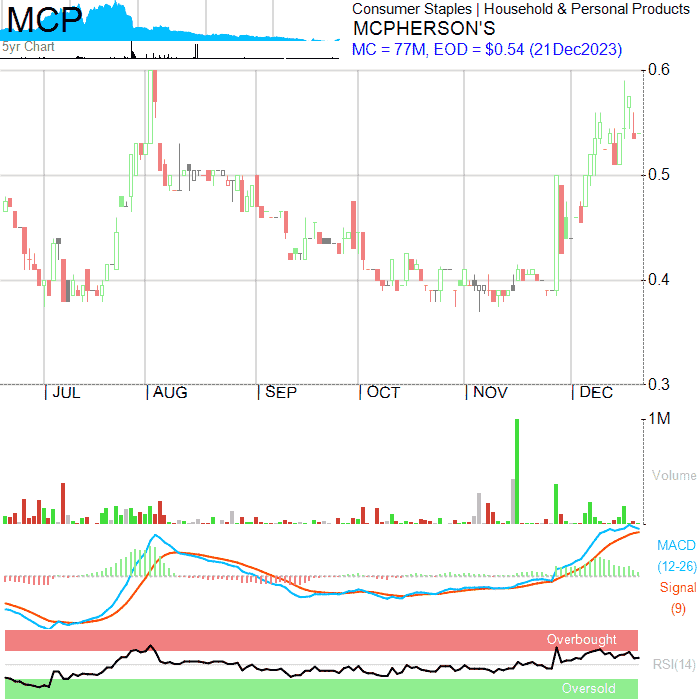 MCP
5yr Chart
Consumer Staples | Household & Personal Products
MCPHERSON'S
MC = 77M, EOD = $0.54 (21Dec2023)
0.6
0.5
0.4
0.3
JUL AUG SEP OCT NOV DEC
1M
Volume
MACD
(12-26)
Signal
(9)
Overbought
RSI(14)
Oversold